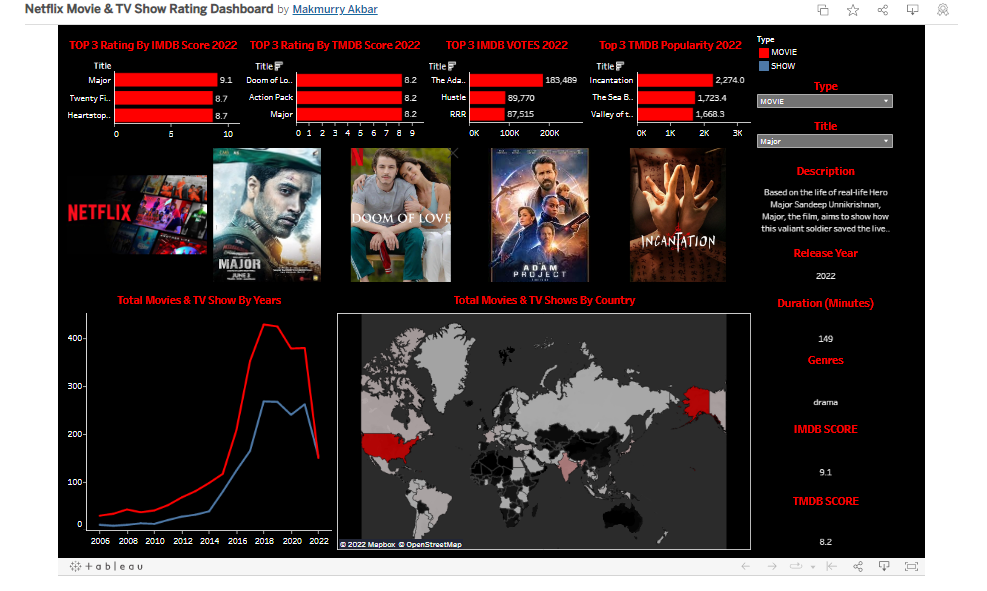 Netflix Movie & TV Show Rating Dashboard by Makmurry Akbar
TOP 3 Rating By IMDB Score 2022
Title
Major 9.1
Twenty Fi.. 8.7
Heartstop.. 8.7
0 5 10
TOP 3 Rating By TMDB Score 2022
Title
Doom of Lo.. 8.2
Action Pack 8.2
Major 8.2
0 1 2 3 4 5 6 7 8 9
TOP 3 IMDB VOTES 2022
Title
The Ada.. 183,489
Hustle 89,770
RRR 87,515
0K 100K 200K
Top 3 TMDB Popularity 2022
Title
Incantation 2,274.0
The Sea B.. 1,723.4
Valley of t.. 1,668.3
0K 1K 2K 3K
Type
MOVIE
SHOW
Type
MOVIE
Title
Major
NETFLIX
MAJOR
JUNE 3
N
DOOM OF LOVE
THE
ADAM
PROJECT
INCANTATION
Description
Based on the life of real-life Hero
Major Sandeep Unnikrishnan,
Major, the film, aims to show how
this valiant soldier saved the live..
Release Year
2022
Duration (Minutes)
149
Genres
drama
IMDB SCORE
9.1
TMDB SCORE
8.2
Total Movies & TV Show By Years
400
300
200
100
0
2006 2008 2010 2012 2014 2016 2018 2020 2022
Total Movies & TV Shows By Country
© 2022 Mapbox © OpenStreetMap
+ a b | e a u